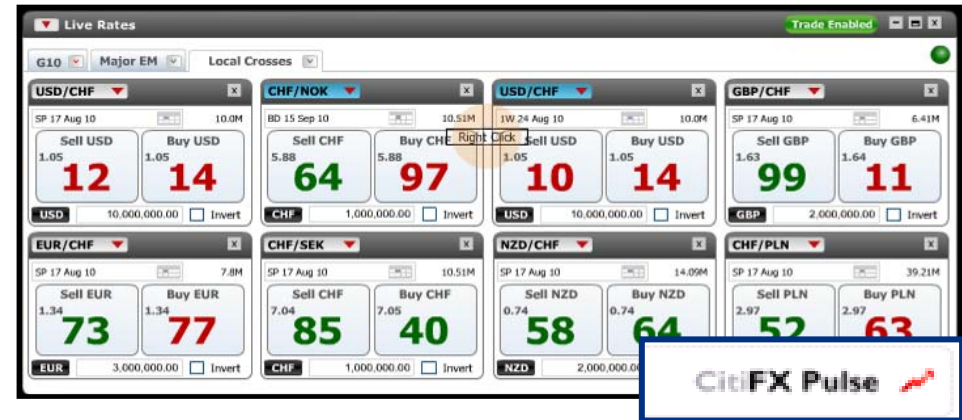 Live Rates Trade Enabled
G10 Major EM Local Crosses
USD/CHF CHF/NOK USD/CHF GBP/CHF
SP 17 Aug 10 10.0M BD 15 Sep 10 10.51M 1W 24 Aug 10 10.0M SP 17 Aug 10 6.41M
Right Click
Sell USD Buy USD Sell CHF Buy CHF Sell USD Buy USD Sell GBP Buy GBP
1.05 1.05 5.88 5.88 1.05 1.05 1.63 1.64
12 14 64 97 10 14 99 11
USD 10,000,000.00 Invert CHF 1,000,000.00 Invert USD 10,000,000.00 Invert GBP 2,000,000.00 Invert
EUR/CHF CHF/SEK NZD/CHF CHF/PLN
SP 17 Aug 10 7.8M SP 17 Aug 10 10.51M SP 17 Aug 10 14.09M SP 17 Aug 10 39.21M
Sell EUR Buy EUR Sell CHF Buy CHF Sell NZD Buy NZD Sell PLN Buy PLN
1.34 1.34 7.04 7.05 0.74 0.74 2.97 2.97
73 77 85 40 58 64 52 63
EUR 3,000,000.00 Invert CHF 1,000,000.00 Invert NZD
CitiFX Pulse